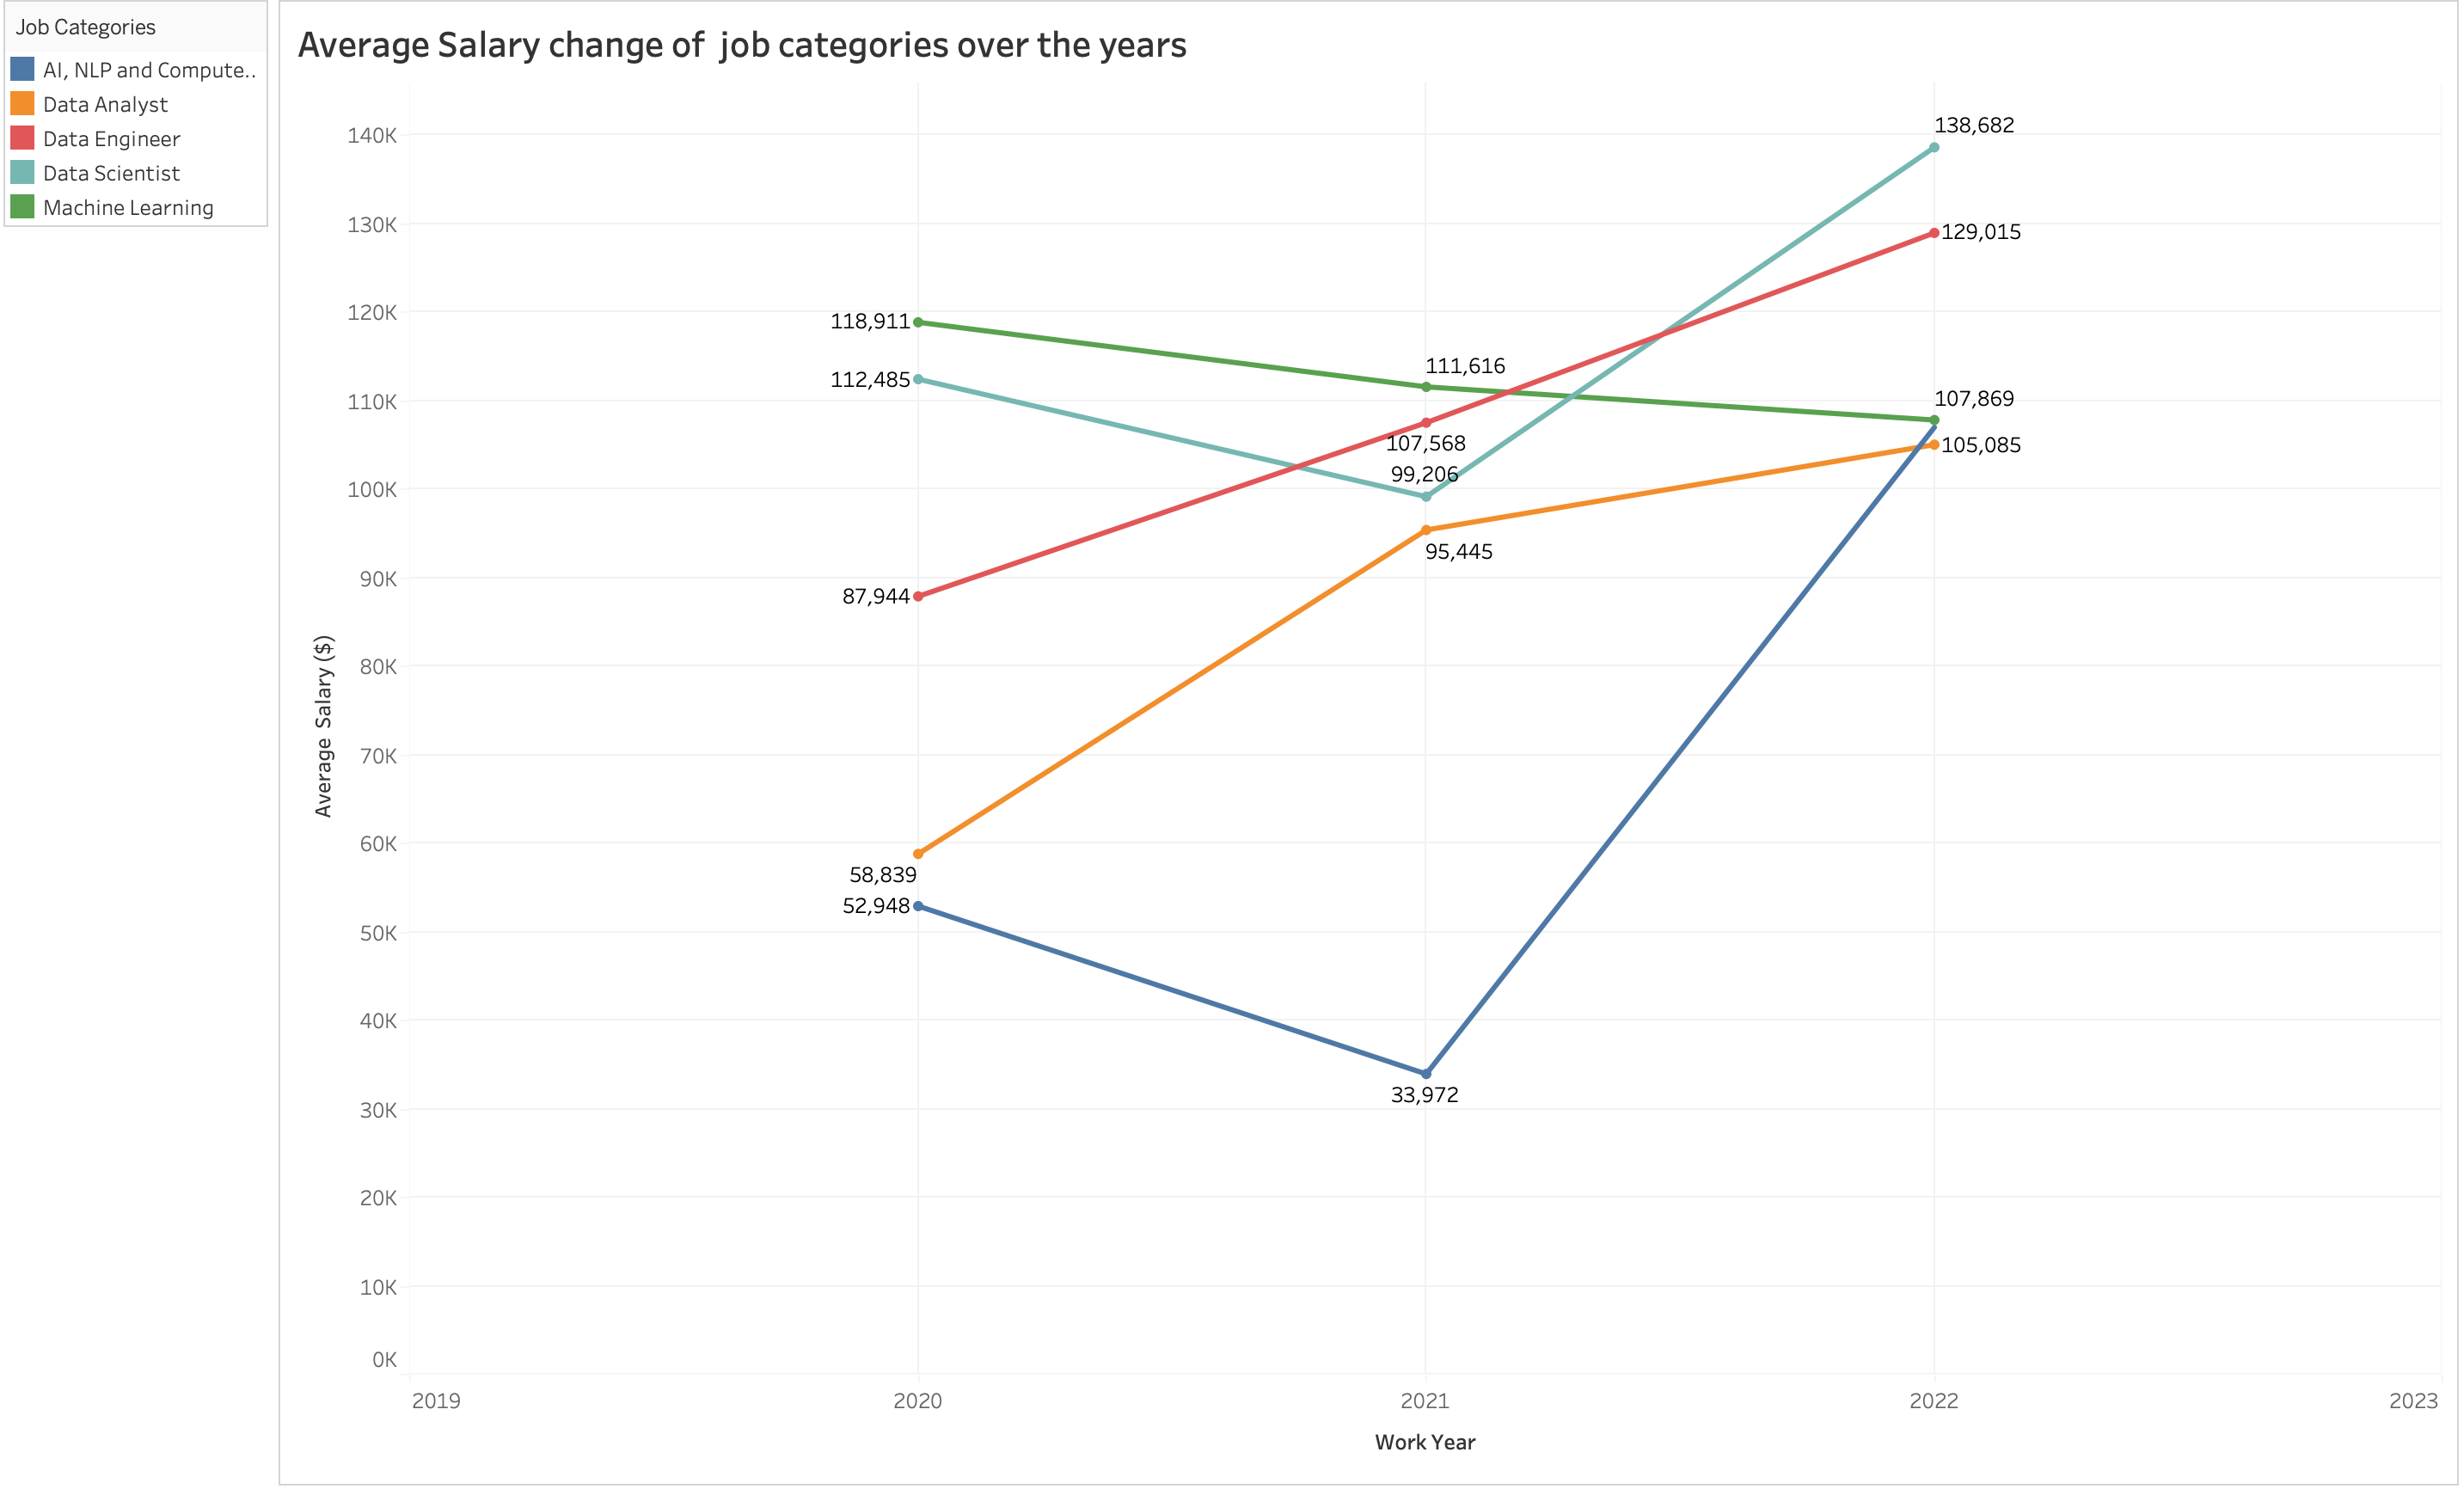 Job Categories
AI, NLP and Compute..
Data Analyst
Data Engineer
Data Scientist
Machine Learning
Average Salary change of job categories over the years
140K
130K
120K
110K
100K
90K
80K
70K
60K
50K
40K
30K
20K
10K
0K
Average Salary ($)
138,682
129,015
118,911
112,485
111,616
107,869
107,568
105,085
99,206
95,445
87,944
58,839
52,948
33,972
2019
2020
2021
2022
2023
Work Year